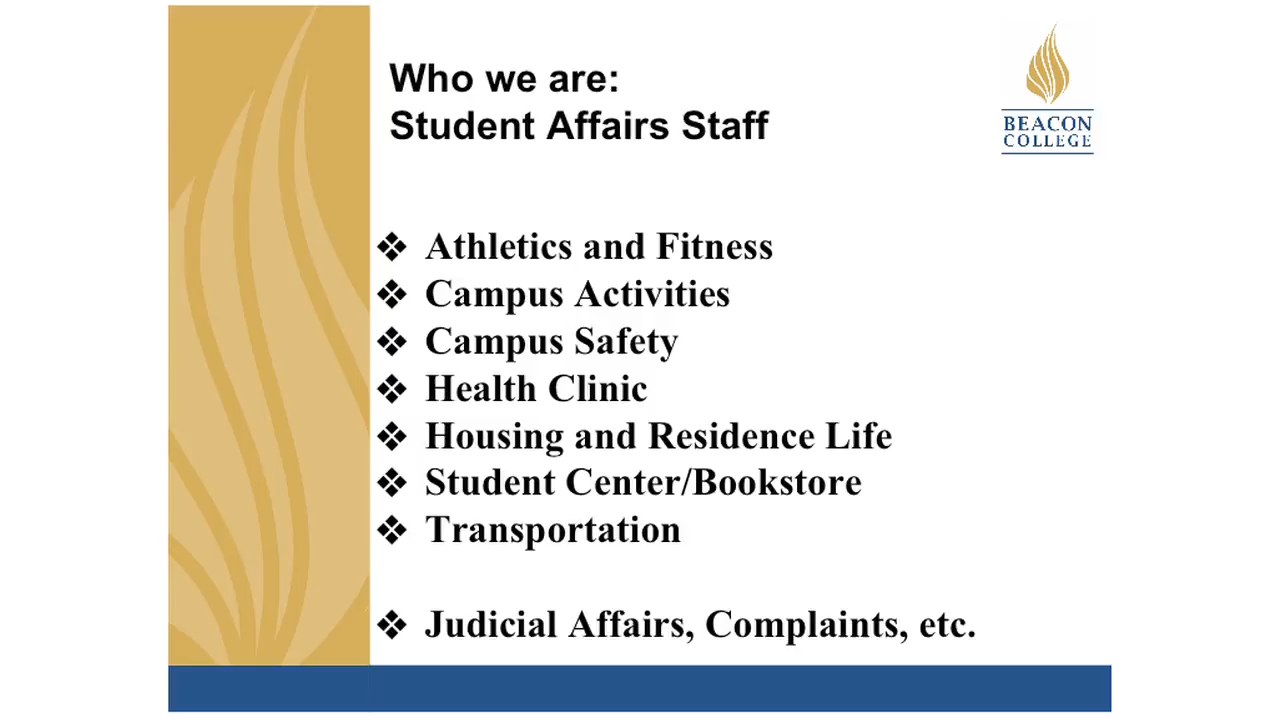 Who we are:
Student Affairs Staff
BEACON
COLLEGE
❖ Athletics and Fitness
❖ Campus Activities
❖ Campus Safety
❖ Health Clinic
❖ Housing and Residence Life
❖ Student Center/Bookstore
❖ Transportation
❖ Judicial Affairs, Complaints, etc.